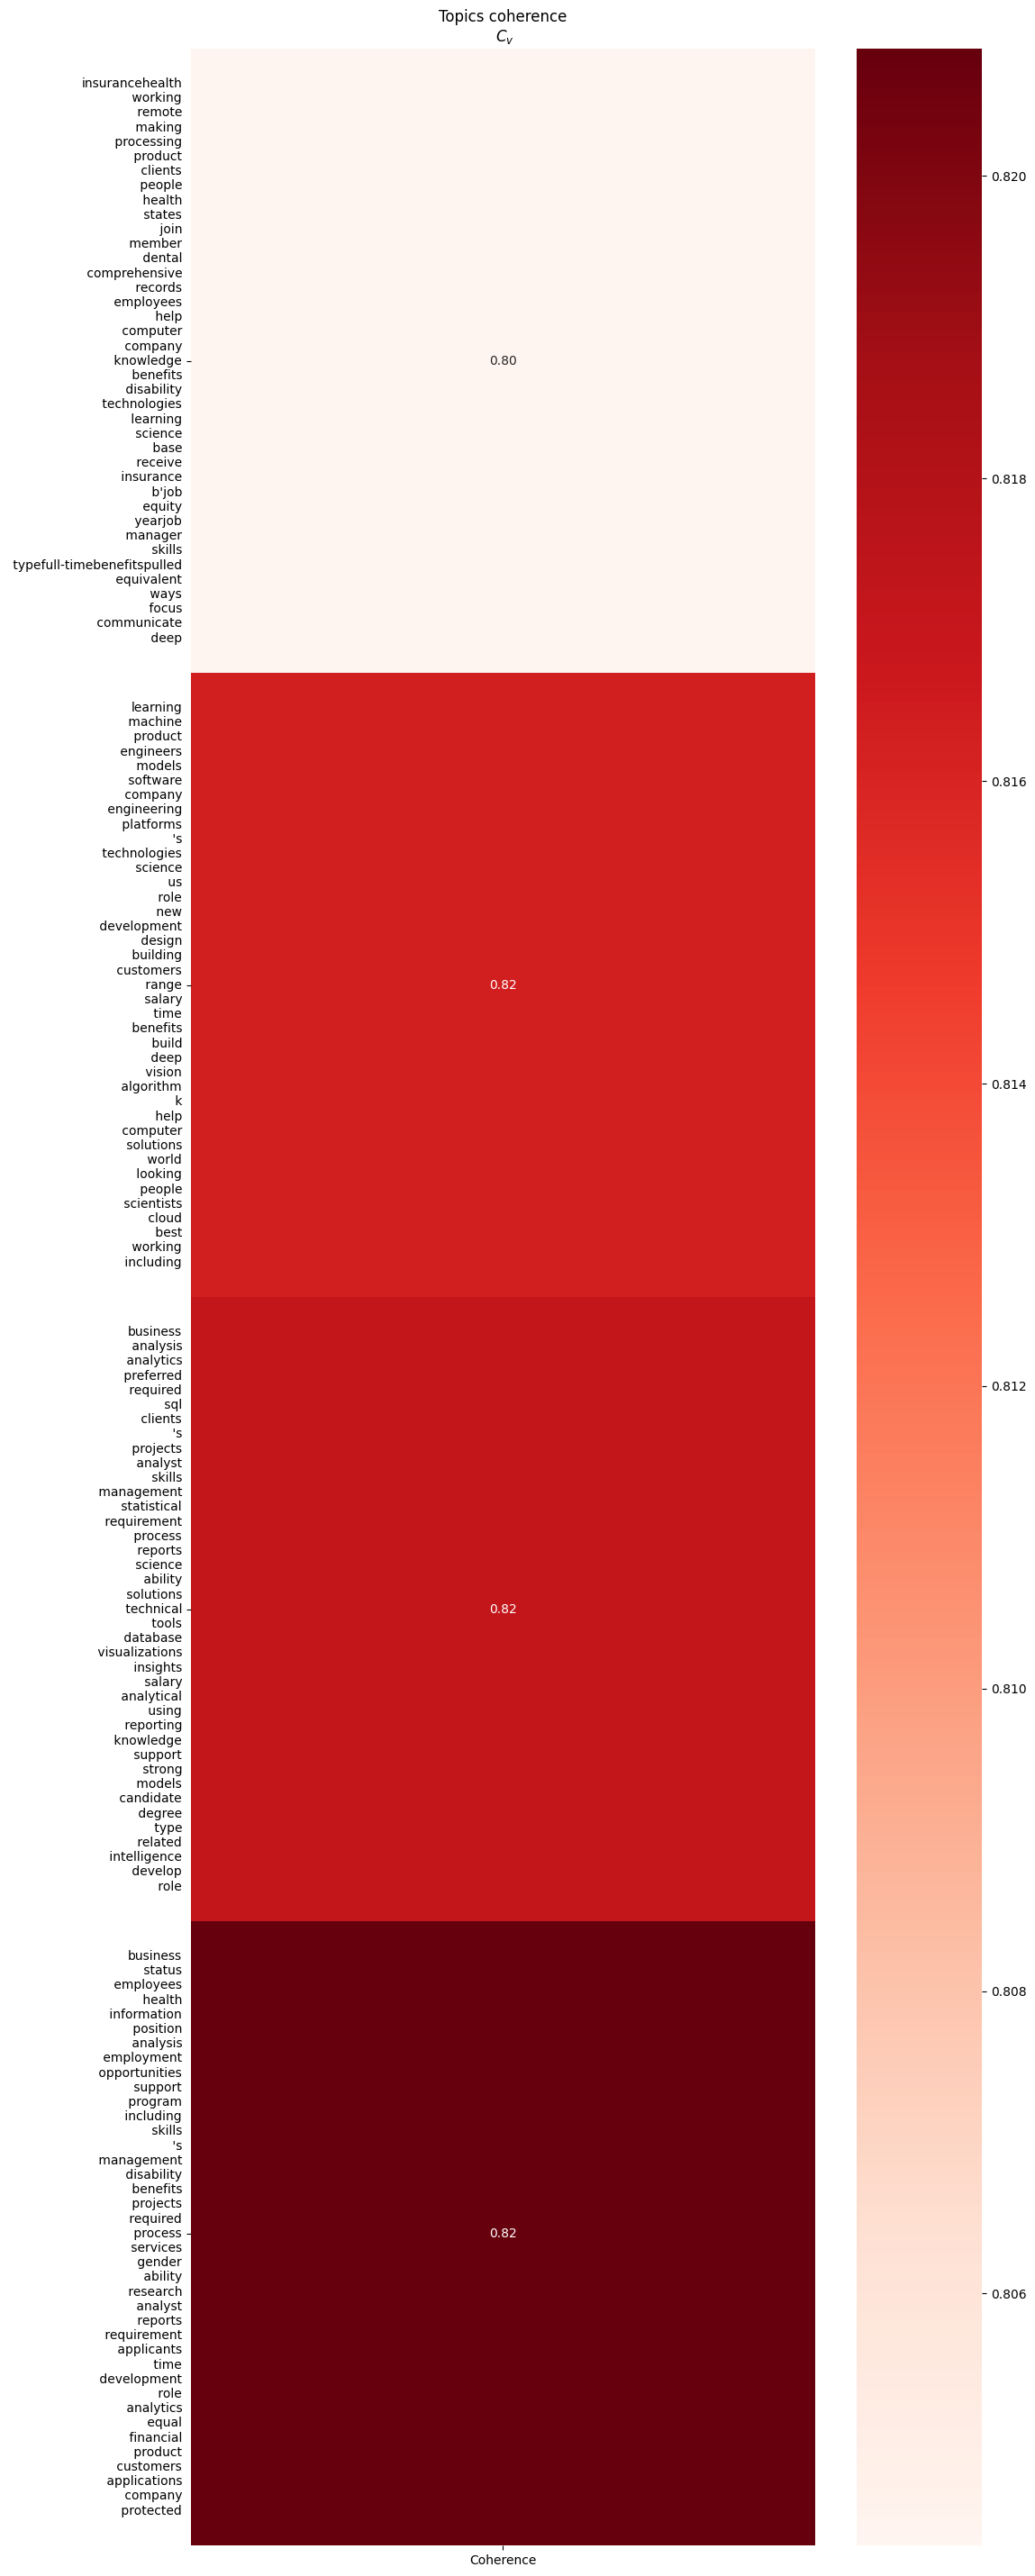 Topics coherence
C_v
insurancehealth
working
remote
making
processing
product
clients
people
health
states
join
member
dental
comprehensive
records
employees
help
computer
company
knowledge
benefits
disability
technologies
learning
science
base
receive
insurance
b'job
equity
yearjob
manager
skills
typefull-timebenefitspulled
equivalent
ways
focus
communicate
deep
0.80
learning
machine
product
engineers
models
software
company
engineering
platforms
's
technologies
science
us
role
new
development
design
building
customers
range
salary
time
benefits
build
deep
vision
algorithm
k
help
computer
solutions
world
looking
people
scientists
cloud
best
working
including
0.82
business
analysis
analytics
preferred
required
sql
clients
's
projects
analyst
skills
management
statistical
requirement
process
reports
science
ability
solutions
technical
tools
database
visualizations
insights
salary
analytical
using
reporting
knowledge
support
strong
models
candidate
degree
type
related
intelligence
develop
role
0.82
business
status
employees
health
information
position
analysis
employment
opportunities
support
program
including
skills
's
management
disability
benefits
projects
required
process
services
gender
ability
research
analyst
reports
requirement
applicants
time
development
role
analytics
equal
financial
product
customers
applications
company
protected
0.82
Coherence
0.820
0.818
0.816
0.814
0.812
0.810
0.808
0.806